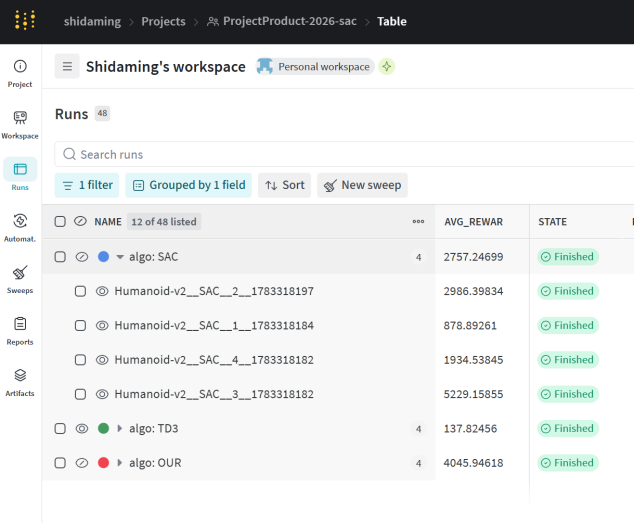 shidaming > Projects > ProjectProduct-2026-sac > Table
Project
Workspace
Runs
Automat.
Sweeps
Reports
Artifacts
Shidaming's workspace Personal workspace
Runs 48
Search runs
1 filter Grouped by 1 field Sort New sweep
NAME 12 of 48 listed AVG_REWAR STATE
algo: SAC 4 2757.24699 Finished
Humanoid-v2__SAC__2__1783318197 2986.39834 Finished
Humanoid-v2__SAC__1__1783318184 878.89261 Finished
Humanoid-v2__SAC__4__1783318182 1934.53845 Finished
Humanoid-v2__SAC__3__1783318182 5229.15855 Finished
algo: TD3 4 137.82456 Finished
algo: OUR 4 4045.94618 Finished